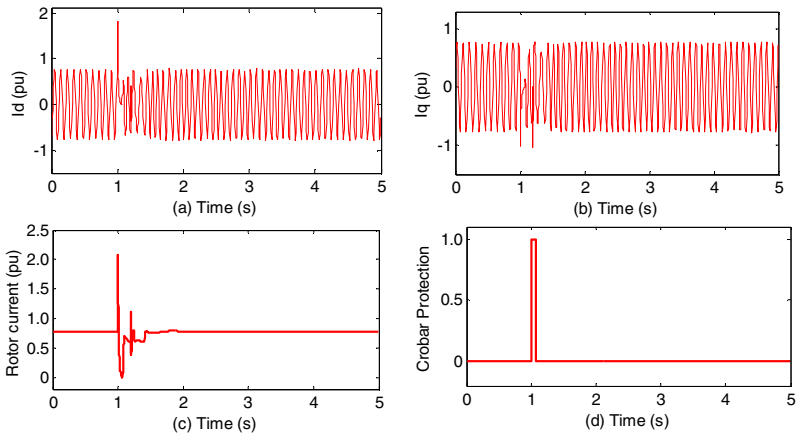 2
1
0
-1
Id (pu)
0 1 2 3 4 5
(a) Time (s)
1
0
-1
Iq (pu)
0 1 2 3 4 5
(b) Time (s)
2.5
2.0
1.5
1.0
0.5
0
Rotor current (pu)
0 1 2 3 4 5
(c) Time (s)
1.0
0.5
0
Crobar Protection
0 1 2 3 4 5
(d) Time (s)